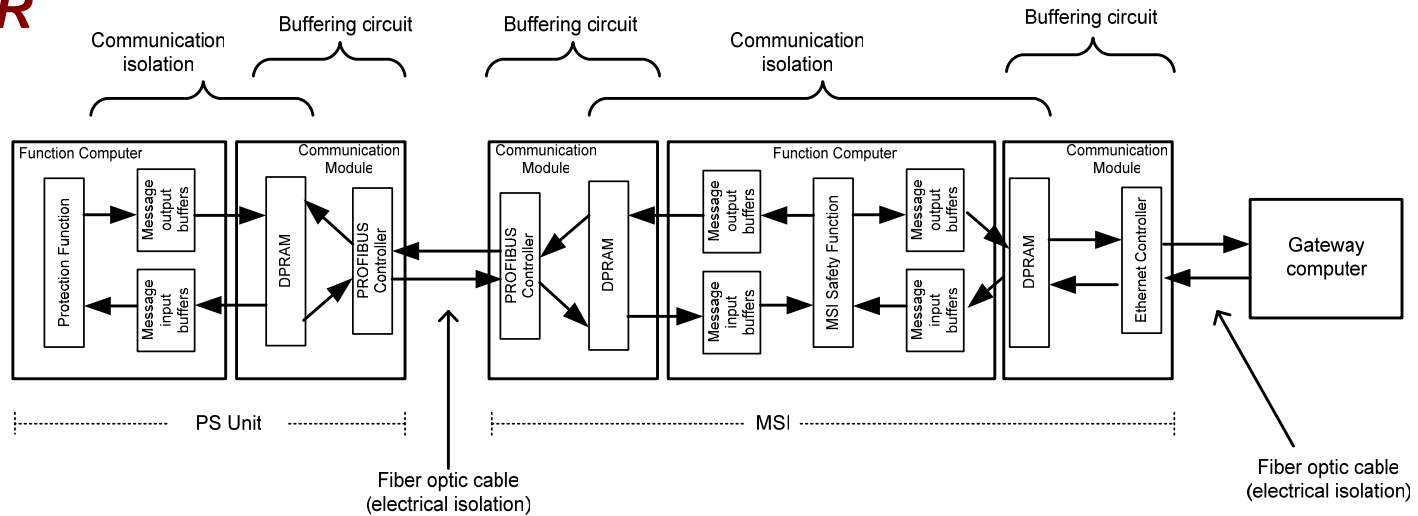 R
Communication
isolation
Buffering circuit
Buffering circuit
Communication
isolation
Buffering circuit
Function Computer
Protection Function
Message
output
buffers
Message
input
buffers
Communication
Module
DPRAM
PROFIBUS
Controller
Communication
Module
PROFIBUS
Controller
DPRAM
Function Computer
Message
output
buffers
Message
input
buffers
MSI Safety Function
Message
output
buffers
Message
input
buffers
Communication
Module
DPRAM
Ethernet Controller
Gateway
computer
PS Unit
MSI
Fiber optic cable
(electrical isolation)
Fiber optic cable
(electrical isolation)